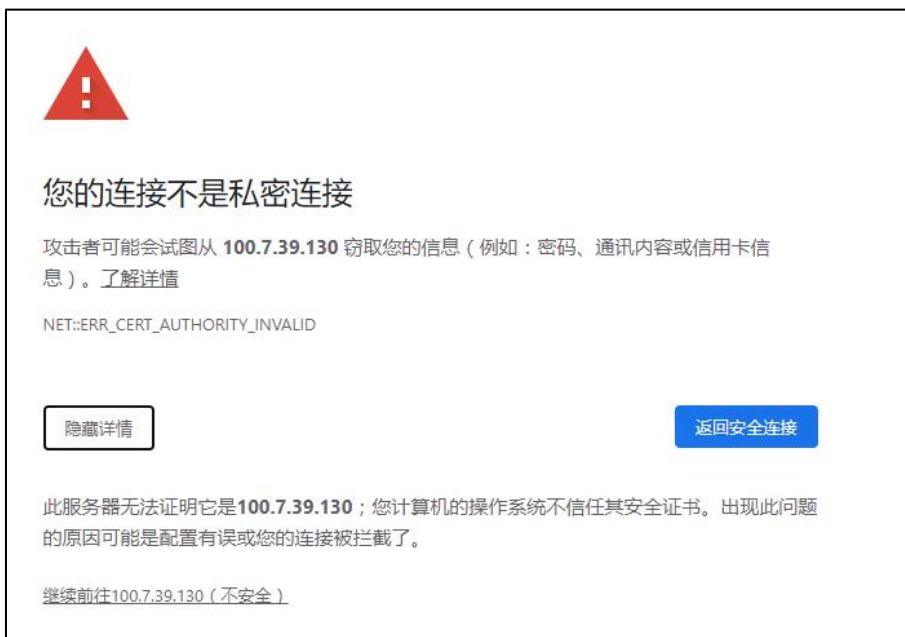 您的连接不是私密连接
攻击者可能会试图从 100.7.39.130 窃取您的信息（例如：密码、通讯内容或信用卡信
息）。了解详情
NET::ERR_CERT_AUTHORITY_INVALID
隐藏详情
返回安全连接
此服务器无法证明它是100.7.39.130；您计算机的操作系统不信任其安全证书。出现此问题
的原因可能是配置有误或您的连接被拦截了。
继续前往100.7.39.130（不安全）